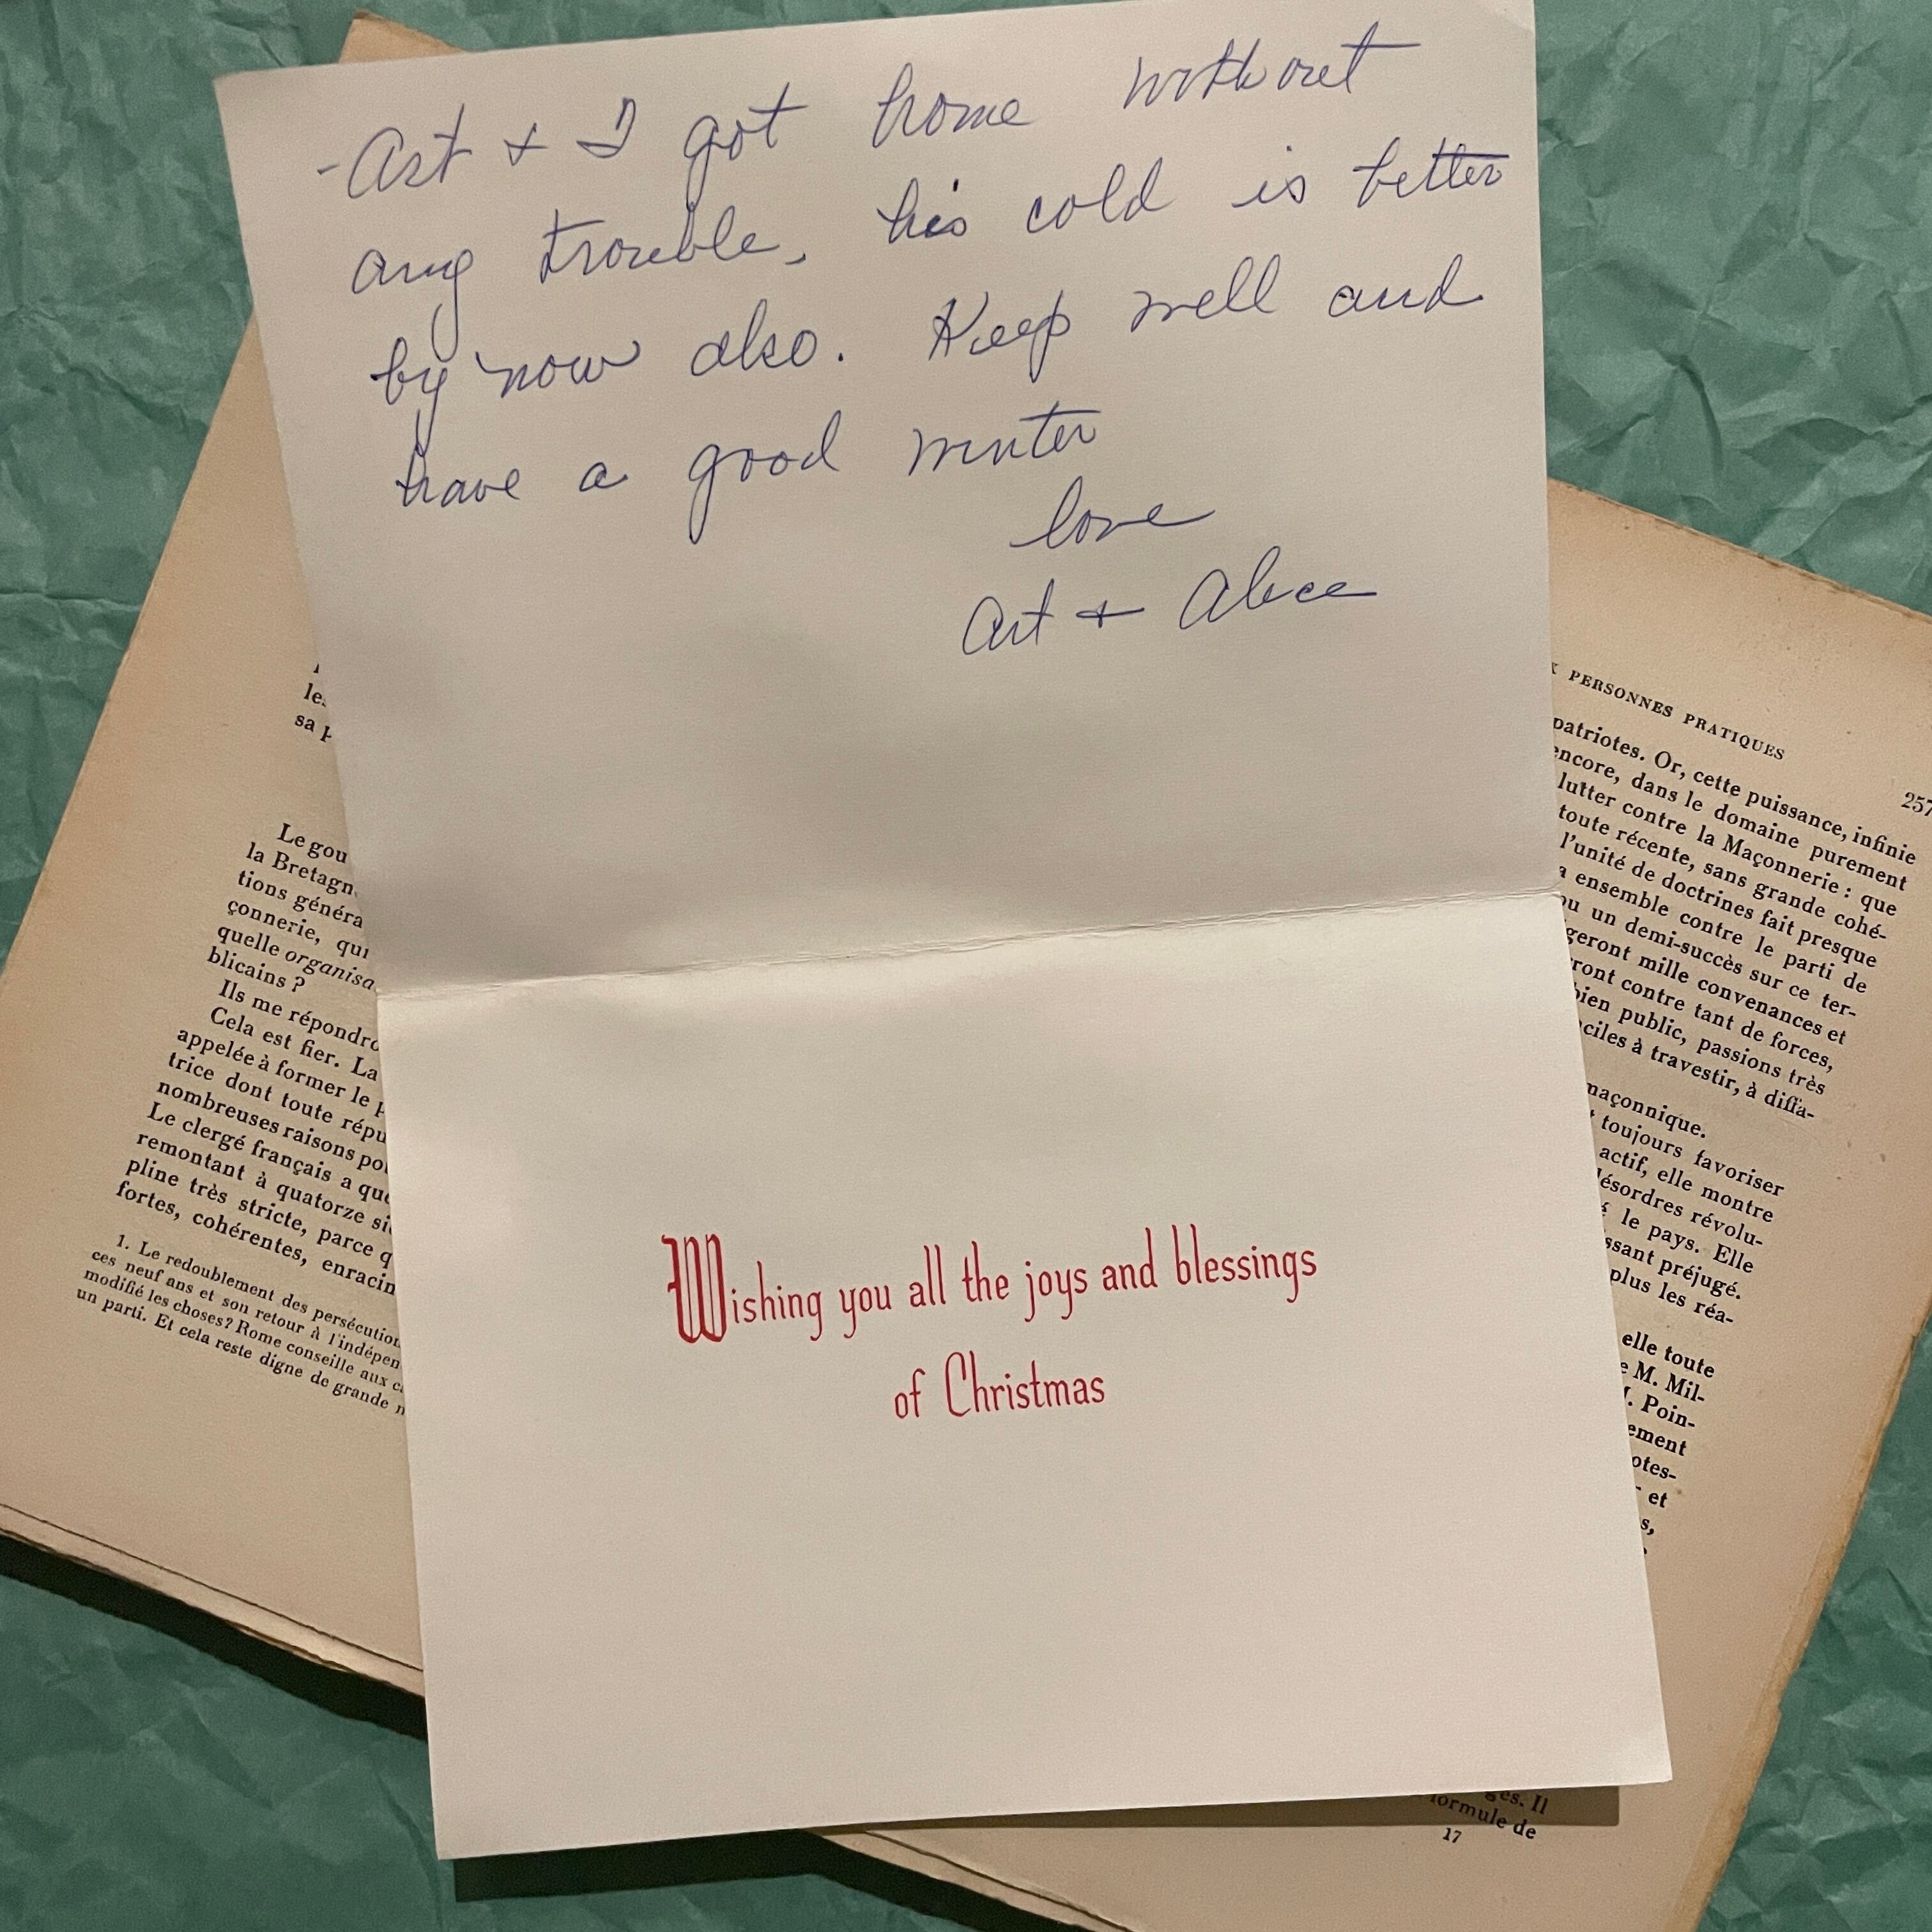 -Art + I got home without
any trouble, his cold is better
by now also. Keep well and
have a good winter
love
Art + Alice
Wishing you all the joys and blessings
of Christmas
sa
Le gou
la Bretagn
tions généra
çonnerie, qui
quelle organisa
blicains ?
Ils me répondro
Cela est fier. La
appelée à former le
trice dont toute répu
nombreuses raisons po
Le clergé français a que
remontant à quatorze si
pline très stricte, parce q
fortes, cohérentes, enracin
1. Le redoublement des persécution
ces neuf ans et son retour à l'indépen
modifié les choses? Rome conseille aux c
un parti. Et cela reste digne de grande
PERSONNES PRATIQUES
257
patriotes. Or, cette puissance, infinie
encore, dans le domaine purement
lutter contre la Maçonnerie : que
toute récente, sans grande cohé-
l'unité de doctrines fait presque
a ensemble contre le parti de
ou un demi-succès sur ce ter-
geront mille convenances et
ront contre tant de forces,
bien public, passions très
ciles à travestir, à diffa-
maçonnique.
toujours favoriser
actif, elle montre
désordres révolu-
le pays. Elle
ssant préjugé.
plus les réa-
elle toute
e M. Mil-
M. Poin-
ement
otes-
et
s,
ges. Il
formule de
17